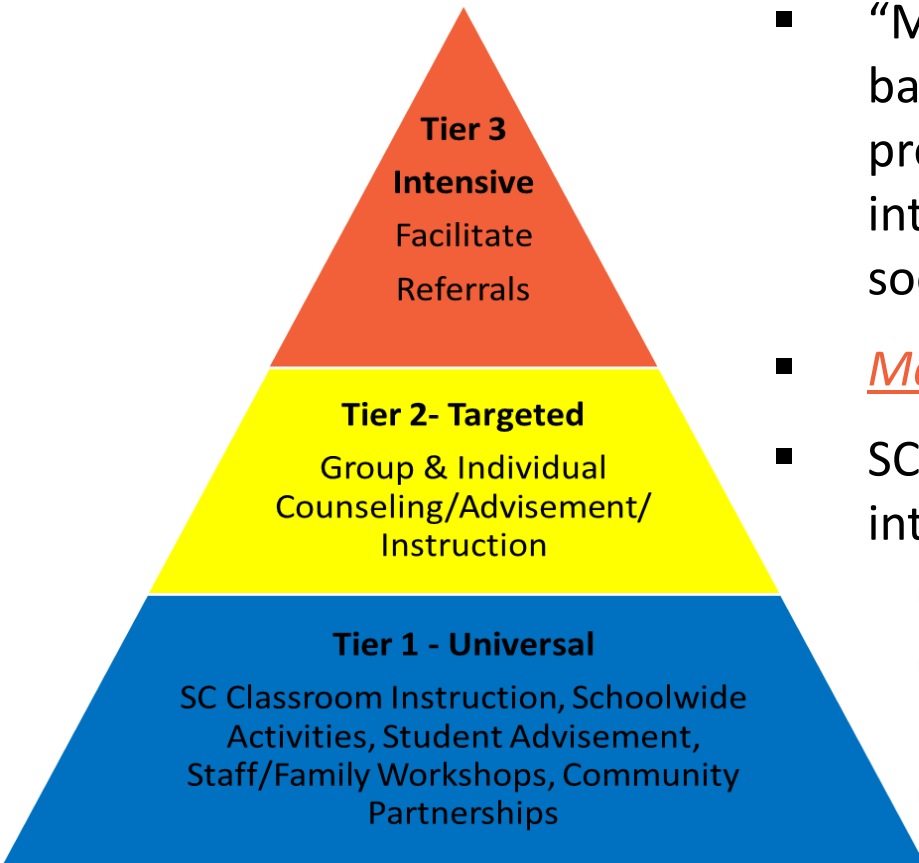 Tier 3
Intensive
Facilitate
Referrals
Tier 2- Targeted
Group & Individual
Counseling/Advisement/
Instruction
Tier 1 - Universal
SC Classroom Instruction, Schoolwide
Activities, Student Advisement,
Staff/Family Workshops, Community
Partnerships
SC